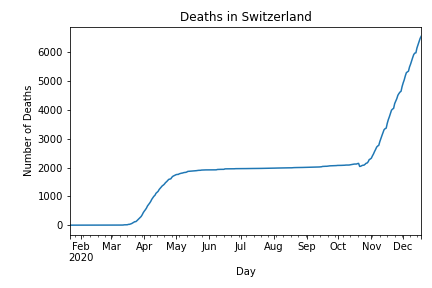 Deaths in Switzerland
Number of Deaths
6000
5000
4000
3000
2000
1000
0
Feb Mar Apr May Jun Jul Aug Sep Oct Nov Dec
2020
Day